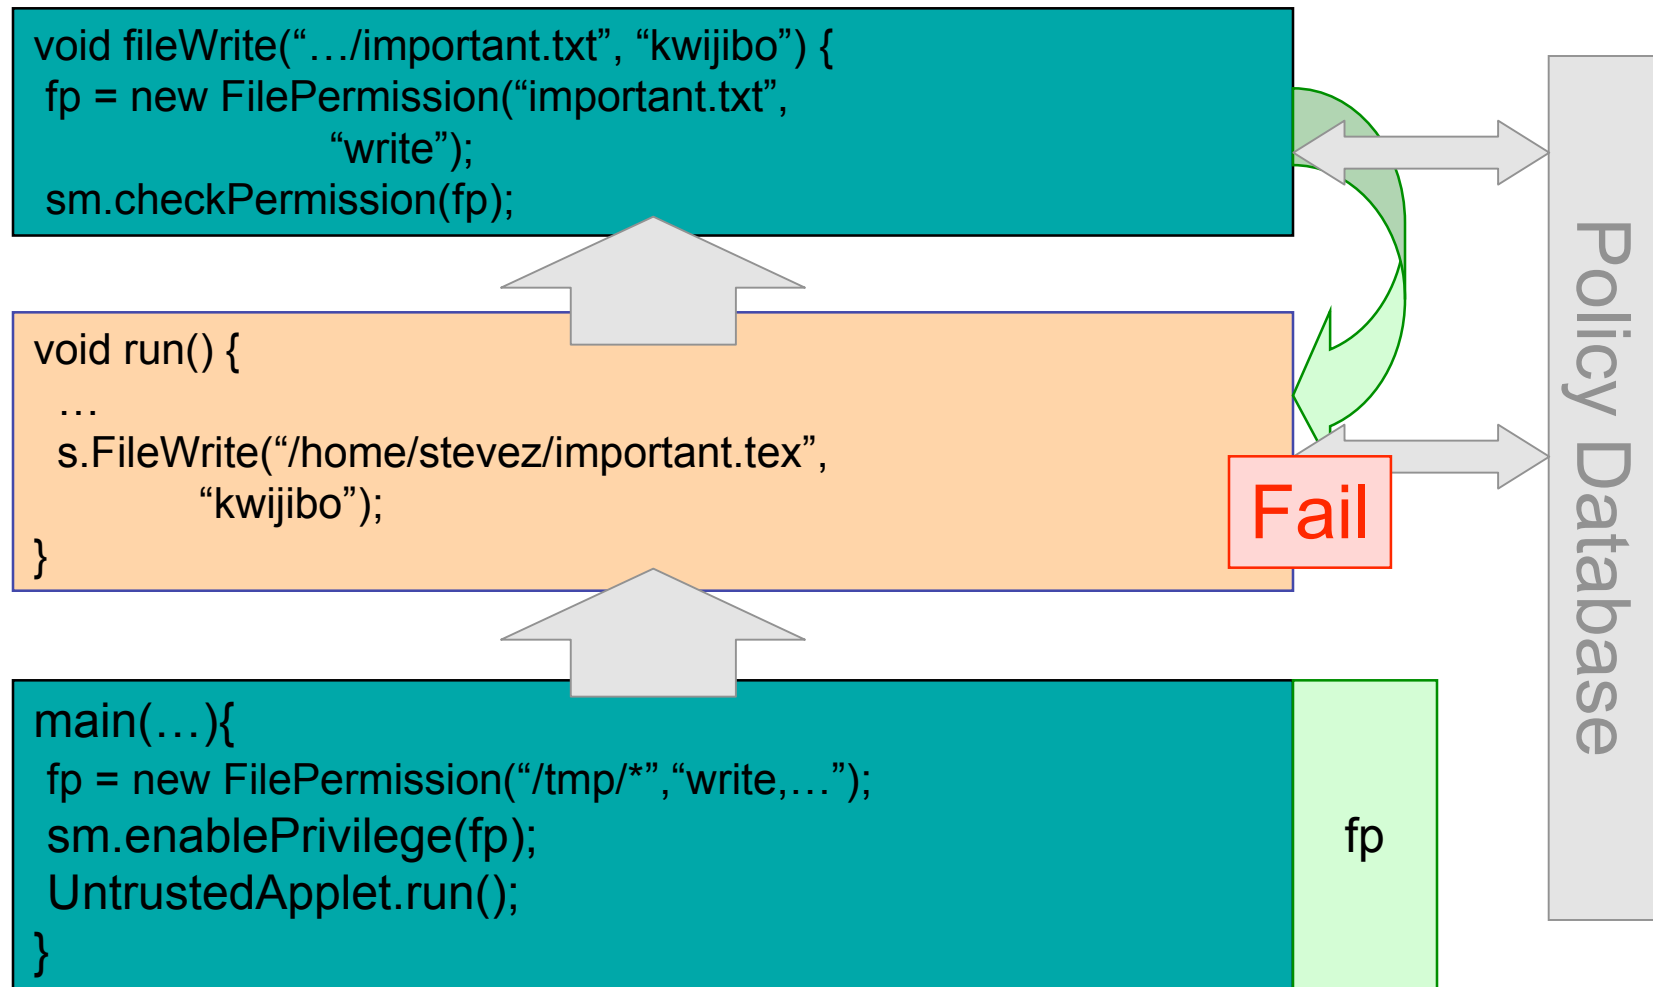 void fileWrite(“…/important.txt”, “kwijibo”) {
fp = new FilePermission(“important.txt”,
“write”);
sm.checkPermission(fp);
void run() {
…
s.FileWrite(“/home/stevez/important.tex”,
“kwijibo”);
}
Fail
main(…){
fp = new FilePermission(“/tmp/*”,“write,…”);
sm.enablePrivilege(fp);
UntrustedApplet.run();
}
fp
Policy Database